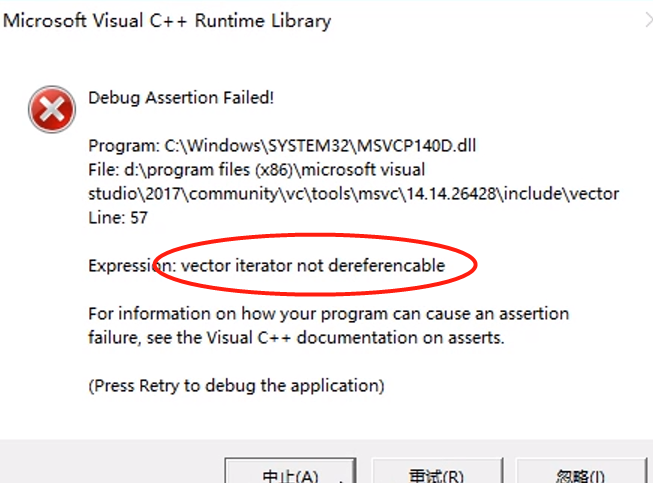 Microsoft Visual C++ Runtime Library
Debug Assertion Failed!
Program: C:\Windows\SYSTEM32\MSVCP140D.dll
File: d:\program files (x86)\microsoft visual
studio\2017\community\vc\tools\msvc\14.14.26428\include\vector
Line: 57
Expression: vector iterator not dereferencable
For information on how your program can cause an assertion
failure, see the Visual C++ documentation on asserts.
(Press Retry to debug the application)
中止(A) 重试(R) 忽略(I)